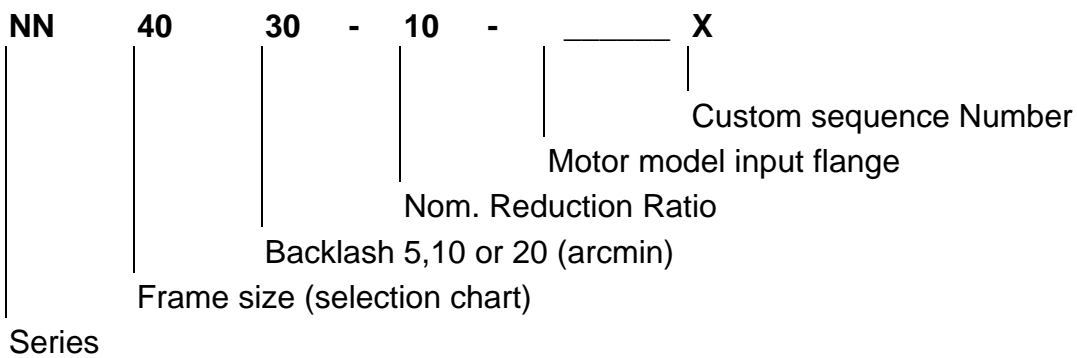 NN 40 30 - 10 - ______ X
Custom sequence Number
Motor model input flange
Nom. Reduction Ratio
Backlash 5,10 or 20 (arcmin)
Frame size (selection chart)
Series